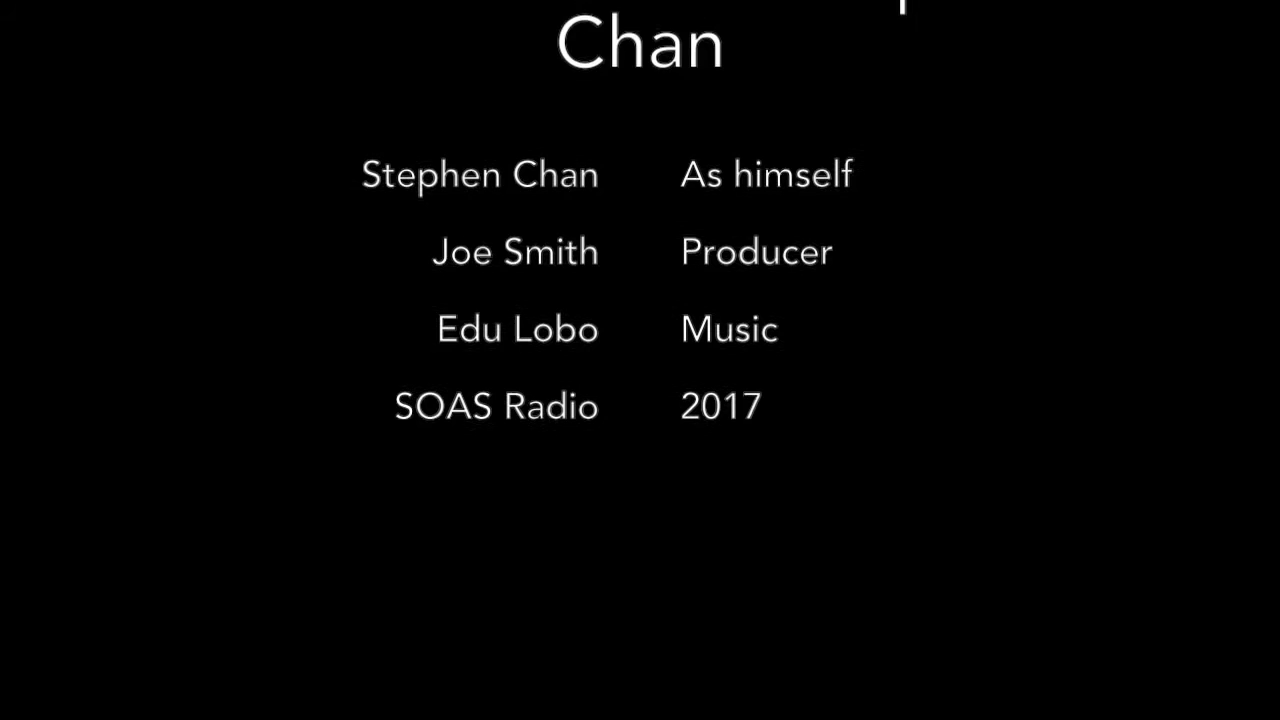 Chan
Stephen Chan As himself
Joe Smith Producer
Edu Lobo Music
SOAS Radio 2017